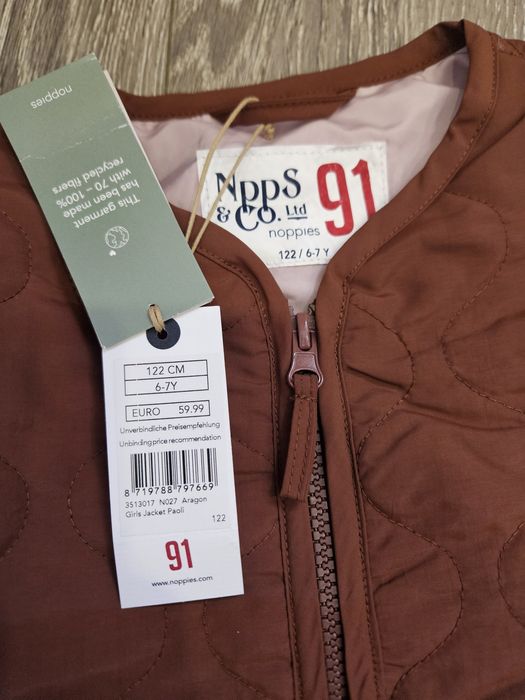 noppies
This garment
has been made
with 70 – 100%
recycled fibers
NppS
& Co. Ltd
91
noppies
122 / 6-7 Y
122 CM
6-7Y
EURO 59.99
Unverbindliche Preisempfehlung
Unbinding price recommendation
8 719788 797669
3513017 N027 Aragon
Girls Jacket Paoli
122
91
www.noppies.com